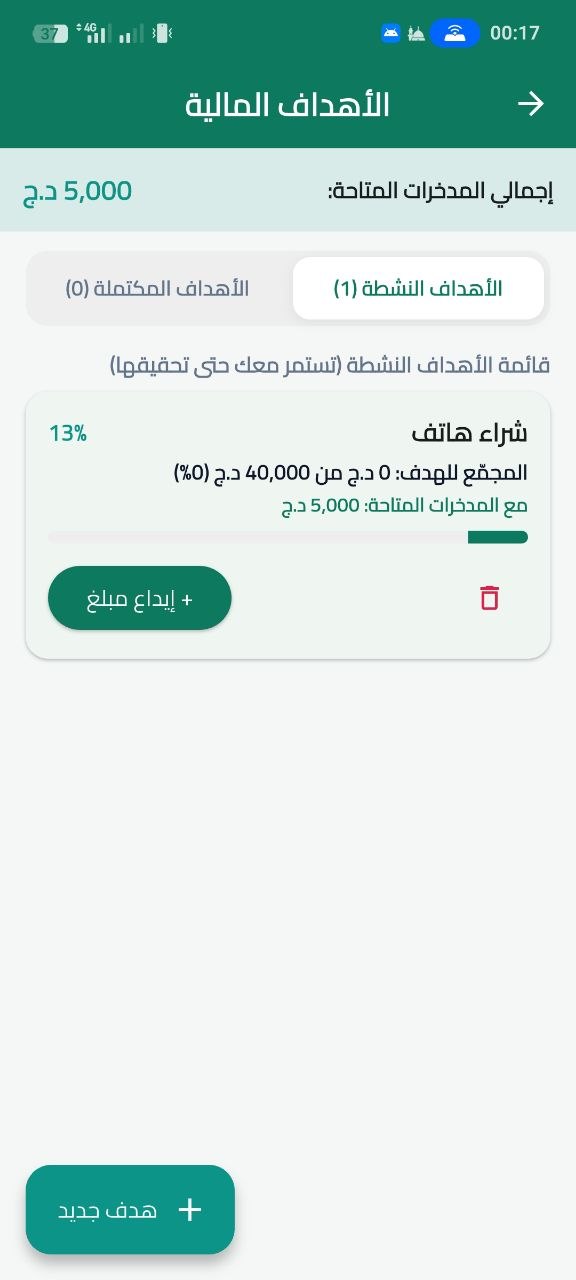 37 4G 00:17
الأهداف المالية
إجمالي المدخرات المتاحة: 5,000 د.ج
الأهداف النشطة (1) الأهداف المكتملة (0)
قائمة الأهداف النشطة (تستمر معك حتى تحقيقها)
شراء هاتف 13%
المجمّع للهدف: 0 د.ج من 40,000 د.ج (0%)
مع المدخرات المتاحة: 5,000 د.ج
+ إيداع مبلغ
+ هدف جديد